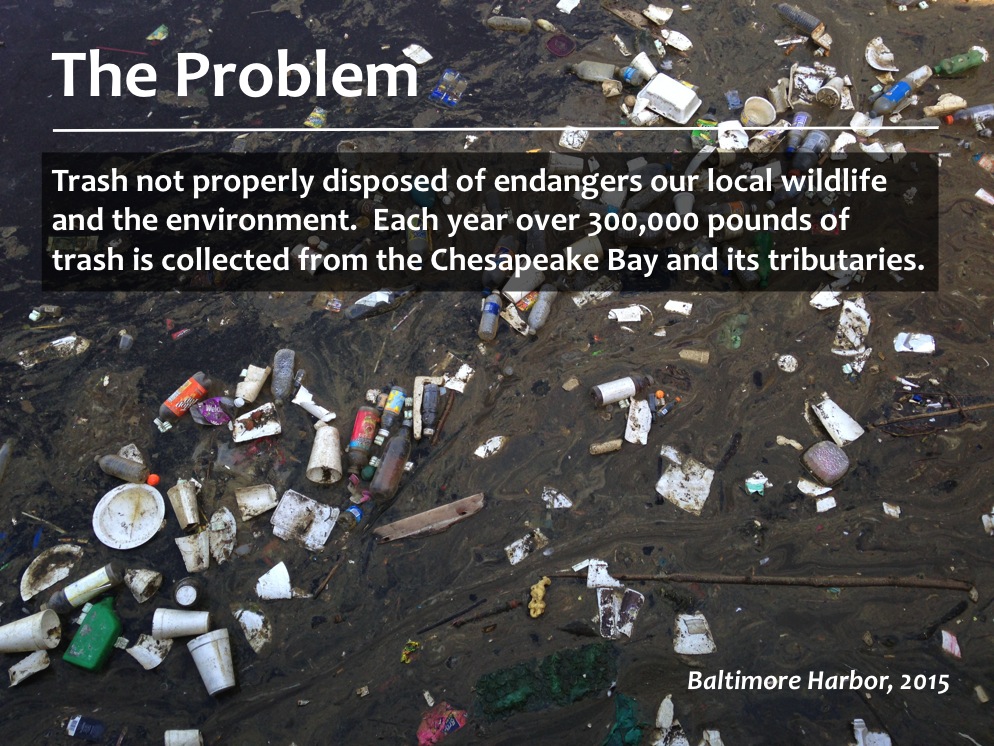 The Problem
Trash not properly disposed of endangers our local wildlife
and the environment.  Each year over 300,000 pounds of
trash is collected from the Chesapeake Bay and its tributaries.
Baltimore Harbor, 2015